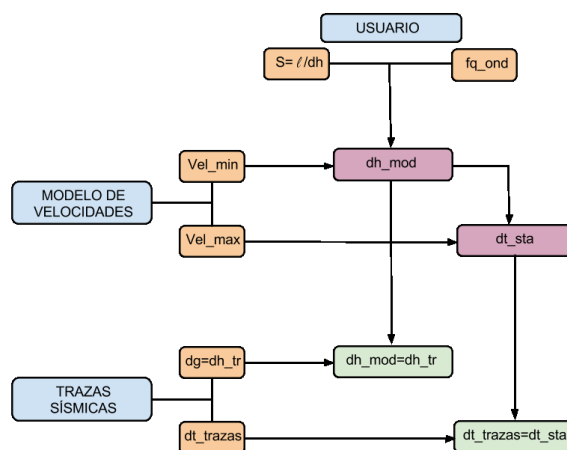 USUARIO
S= ℓ/dh
fq_ond
Vel_min
dh_mod
MODELO DE
VELOCIDADES
Vel_max
dt_sta
dg=dh_tr
dh_mod=dh_tr
TRAZAS
SÍSMICAS
dt_trazas
dt_trazas=dt_sta